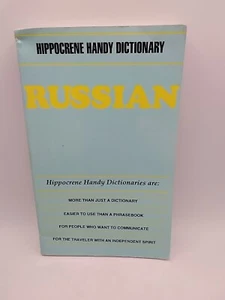 HIPPOCRENE HANDY DICTIONARY
RUSSIAN
Hippocrene Handy Dictionaries are:
MORE THAN JUST A DICTIONARY
EASIER TO USE THAN A PHRASEBOOK
FOR PEOPLE WHO WANT TO COMMUNICATE
FOR THE TRAVELER WITH AN INDEPENDENT SPIRIT